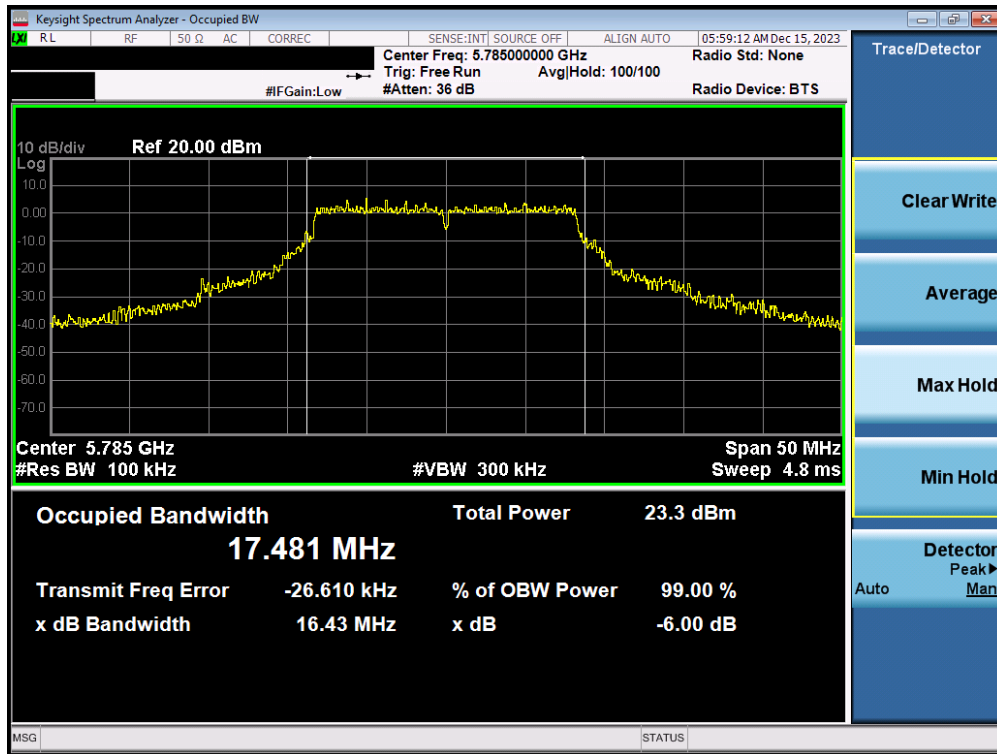 Keysight Spectrum Analyzer - Occupied BW
LXI RL RF 50 Ω AC CORREC SENSE:INT SOURCE OFF ALIGN AUTO 05:59:12 AM Dec 15, 2023
Center Freq: 5.785000000 GHz Radio Std: None
Trig: Free Run Avg|Hold: 100/100
#IFGain:Low #Atten: 36 dB Radio Device: BTS
Trace/Detector
10 dB/div Ref 20.00 dBm
Log
10.0
0.00
-10.0
-20.0
-30.0
-40.0
-50.0
-60.0
-70.0
Center 5.785 GHz Span 50 MHz
#Res BW 100 kHz #VBW 300 kHz Sweep 4.8 ms
Occupied Bandwidth Total Power 23.3 dBm
17.481 MHz
Transmit Freq Error -26.610 kHz % of OBW Power 99.00 %
x dB Bandwidth 16.43 MHz x dB -6.00 dB
Clear Write
Average
Max Hold
Min Hold
Detector
Peak▶
Auto Man
MSG STATUS